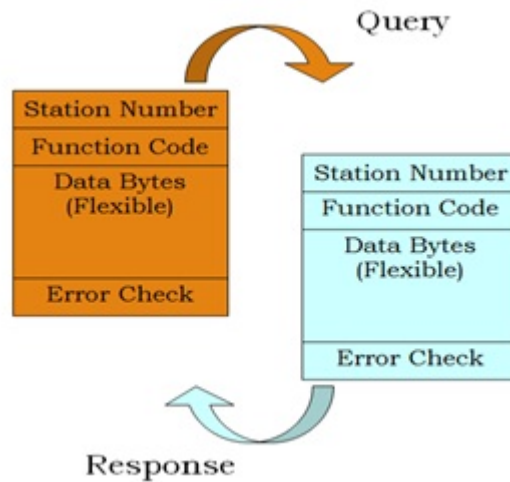 Query
Station Number
Function Code
Data Bytes
(Flexible)
Error Check
Station Number
Function Code
Data Bytes
(Flexible)
Error Check
Response